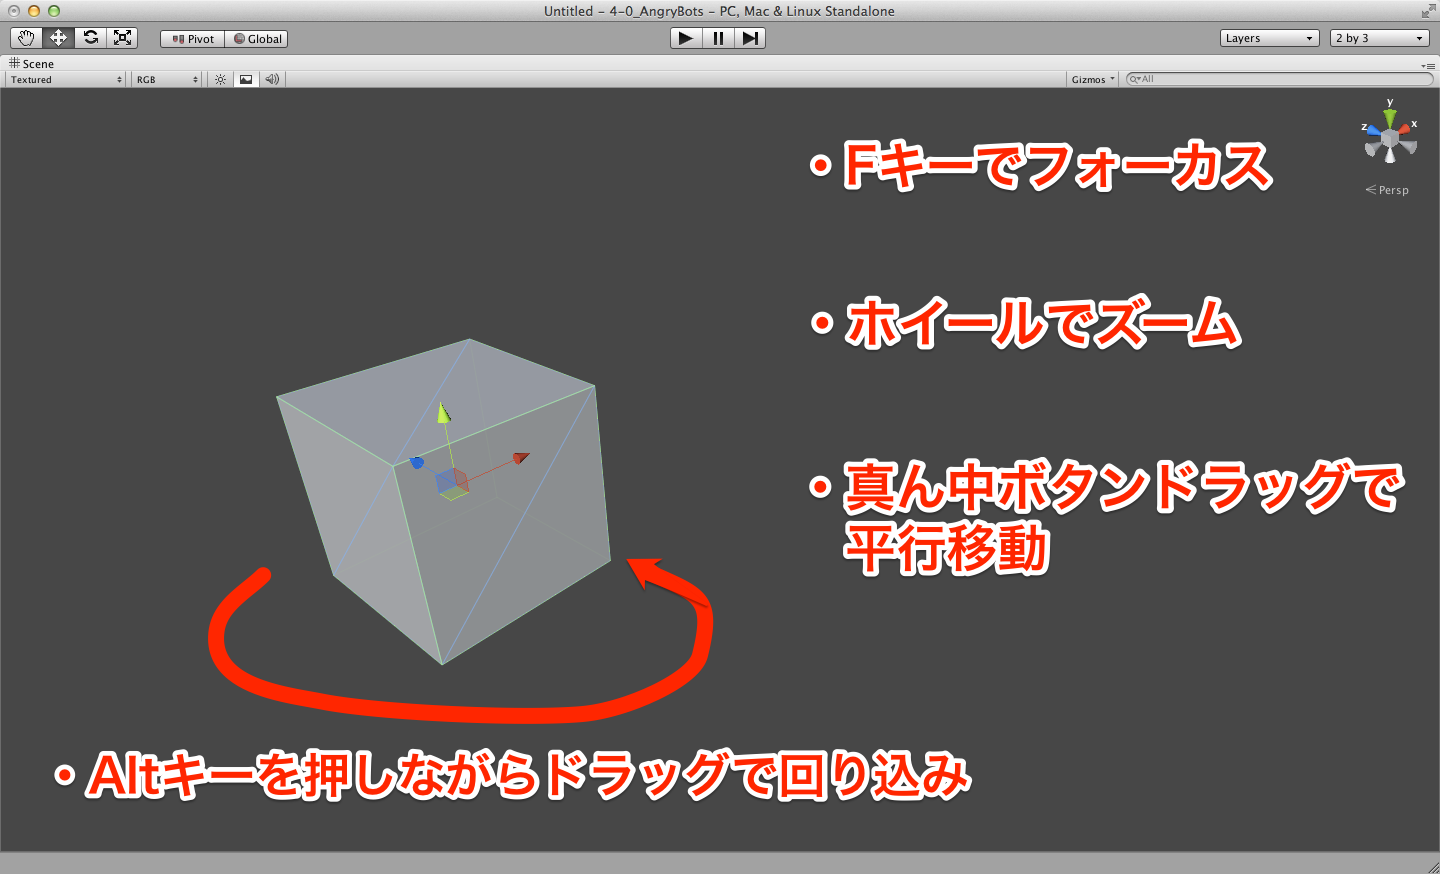 Untitled - 4-0_AngryBots - PC, Mac & Linux Standalone
Pivot Global Layers 2 by 3
Scene
Textured RGB Gizmos All
y
z x
Persp
・Fキーでフォーカス
・ホイールでズーム
・真ん中ボタンドラッグで
平行移動
・Altキーを押しながらドラッグで回り込み